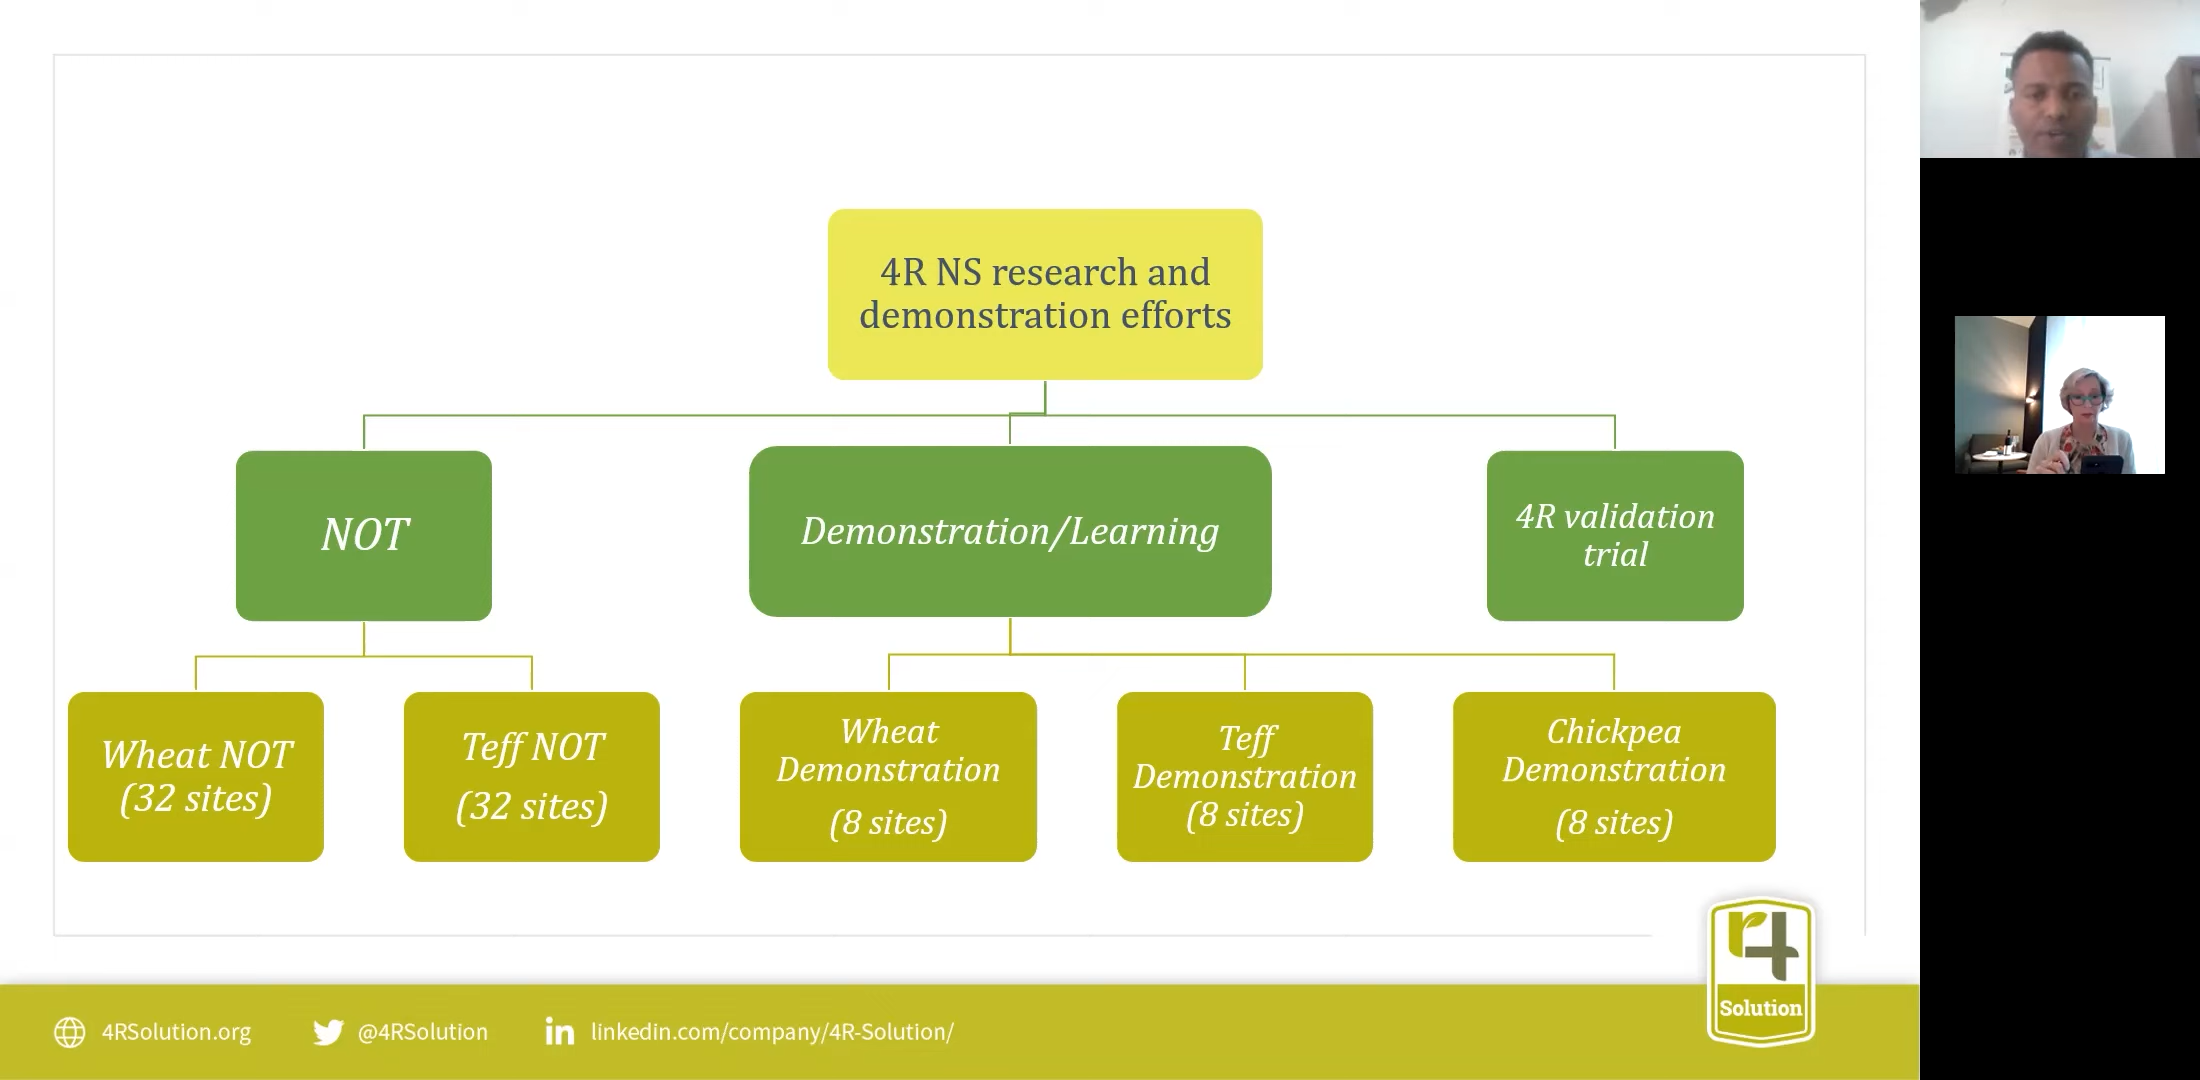 4R NS research and
demonstration efforts
NOT
Demonstration/Learning
4R validation
trial
Wheat NOT
(32 sites)
Teff NOT
(32 sites)
Wheat
Demonstration
(8 sites)
Teff
Demonstration
(8 sites)
Chickpea
Demonstration
(8 sites)
r4
Solution
4RSolution.org
@4RSolution
in
linkedin.com/company/4R-Solution/